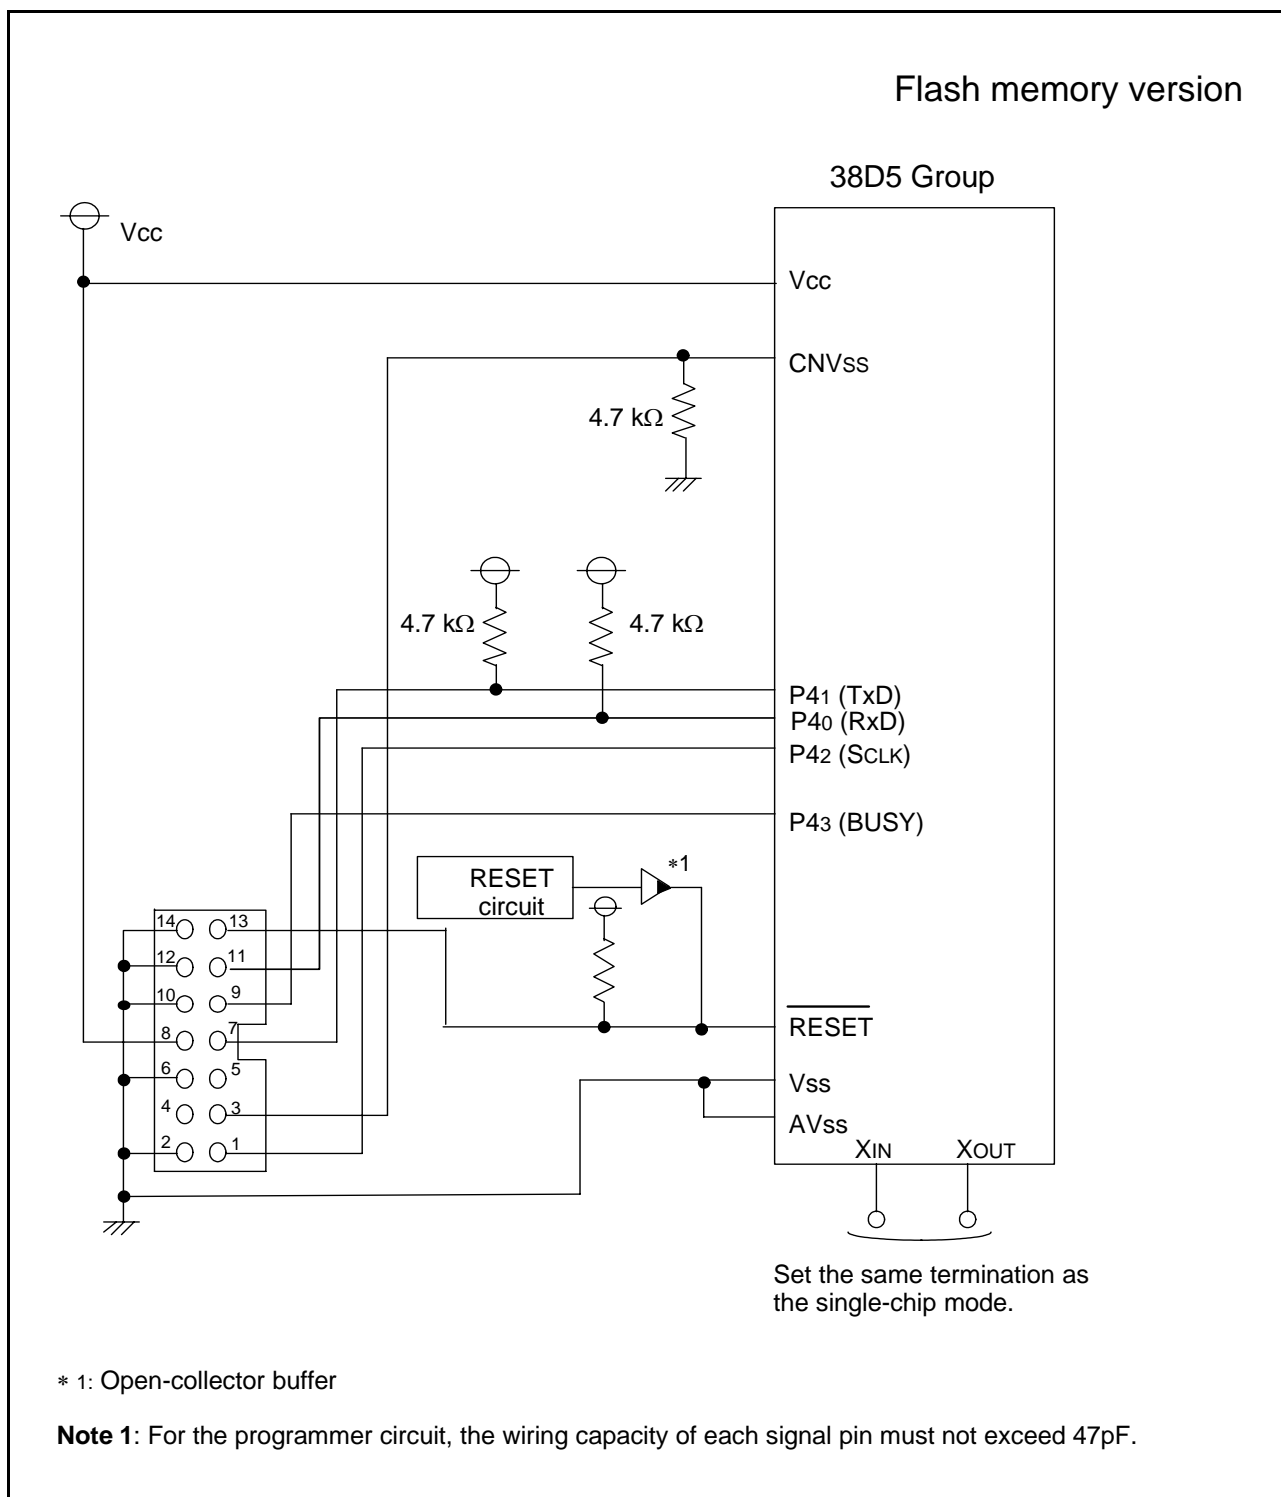 Flash memory version
38D5 Group
Vcc
Vcc
CNVss
4.7 kΩ
4.7 kΩ
4.7 kΩ
P41 (TxD)
P40 (RxD)
P42 (SCLK)
P43 (BUSY)
RESET
circuit
*1
14
13
12
11
10
9
8
7
6
5
4
3
2
1
RESET
Vss
AVss
XIN
XOUT
Set the same termination as
the single-chip mode.
* 1: Open-collector buffer
Note 1: For the programmer circuit, the wiring capacity of each signal pin must not exceed 47pF.